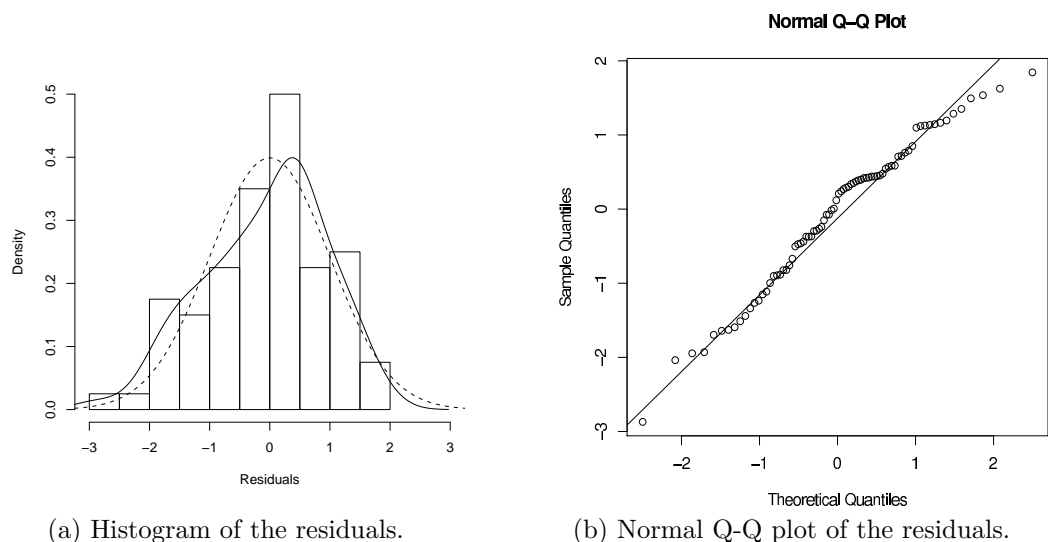 Normal Q−Q Plot
0.5
0.4
0.3
0.2
0.1
0.0
Density
−3 −2 −1 0 1 2 3
Residuals
2
1
0
−1
−2
−3
Sample Quantiles
−2 −1 0 1 2
Theoretical Quantiles
(a) Histogram of the residuals.
(b) Normal Q-Q plot of the residuals.